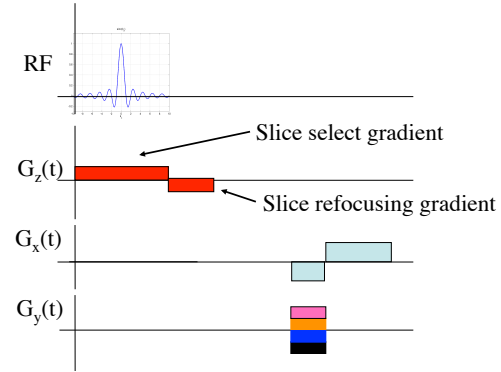 RF
Slice select gradient
Gz(t)
Slice refocusing gradient
Gx(t)
Gy(t)